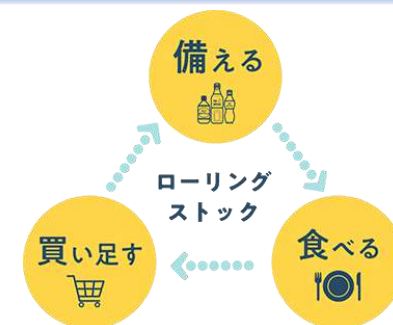 備える
ローリング
ストック
買い足す
食べる